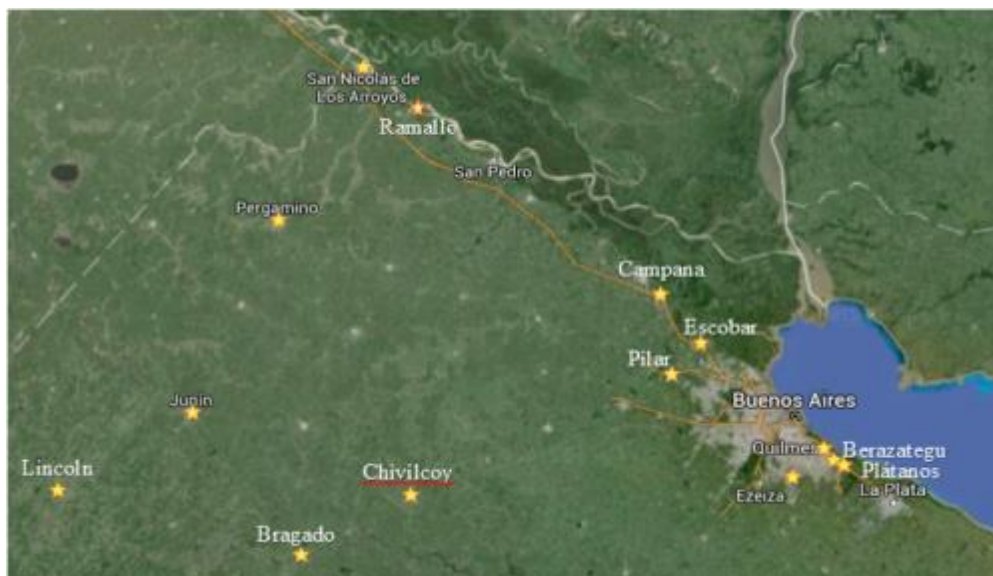 San Nicolás de
Los Arroyos
Ramallo
San Pedro
Pergamino
Campana
Escobar
Pilar
Buenos Aires
Junín
Quilmes
Berazategu
Plátanos
Lincoln
Chivilcoy
Ezeiza
La Plata
Bragado